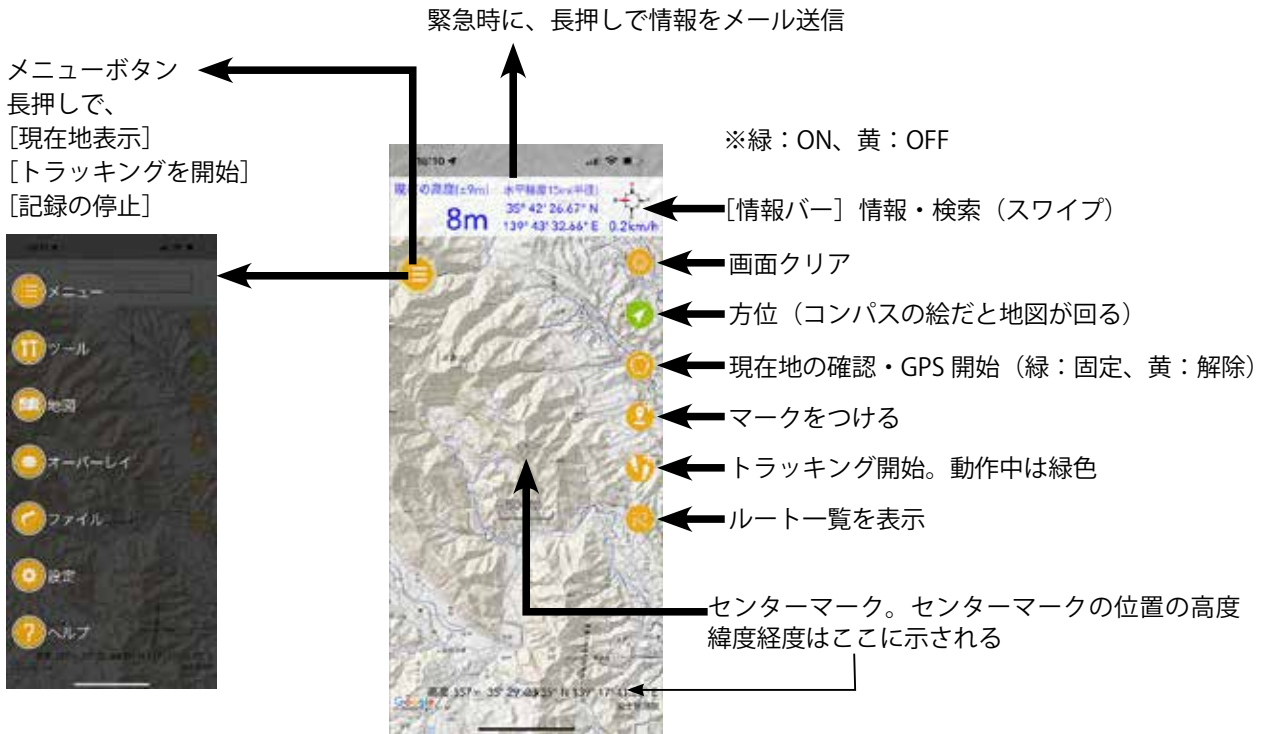 緊急時に、長押しで情報をメール送信
メニューボタン
長押しで、
[現在地表示]
[トラッキングを開始]
[記録の停止]
※緑：ON、黄：OFF
8m
35° 42' 26.67" N
139° 43' 32.66" E
0.2km/h
[情報バー] 情報・検索（スワイプ）
画面クリア
方位（コンパスの絵だと地図が回る）
現在地の確認・GPS 開始（緑：固定、黄：解除）
マークをつける
トラッキング開始。動作中は緑色
ルート一覧を表示
センターマーク。センターマークの位置の高度
緯度経度はここに示される
メニュー
ツール
地図
オーバーレイ
ファイル
設定
ヘルプ